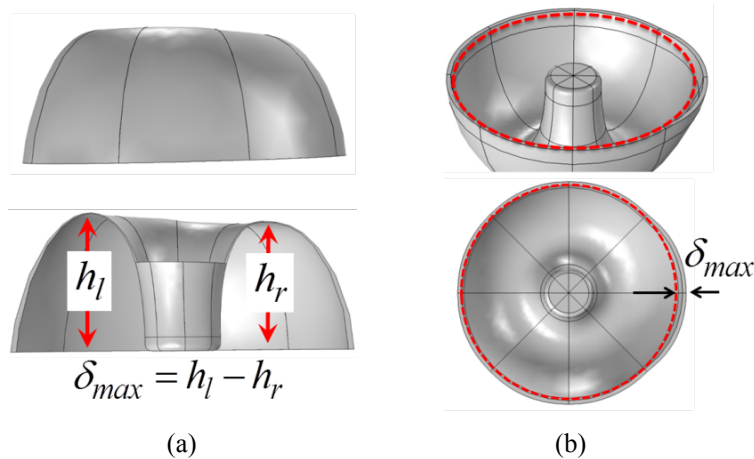 h_l
h_r
δ_max = h_l − h_r
δ_max
(a)
(b)